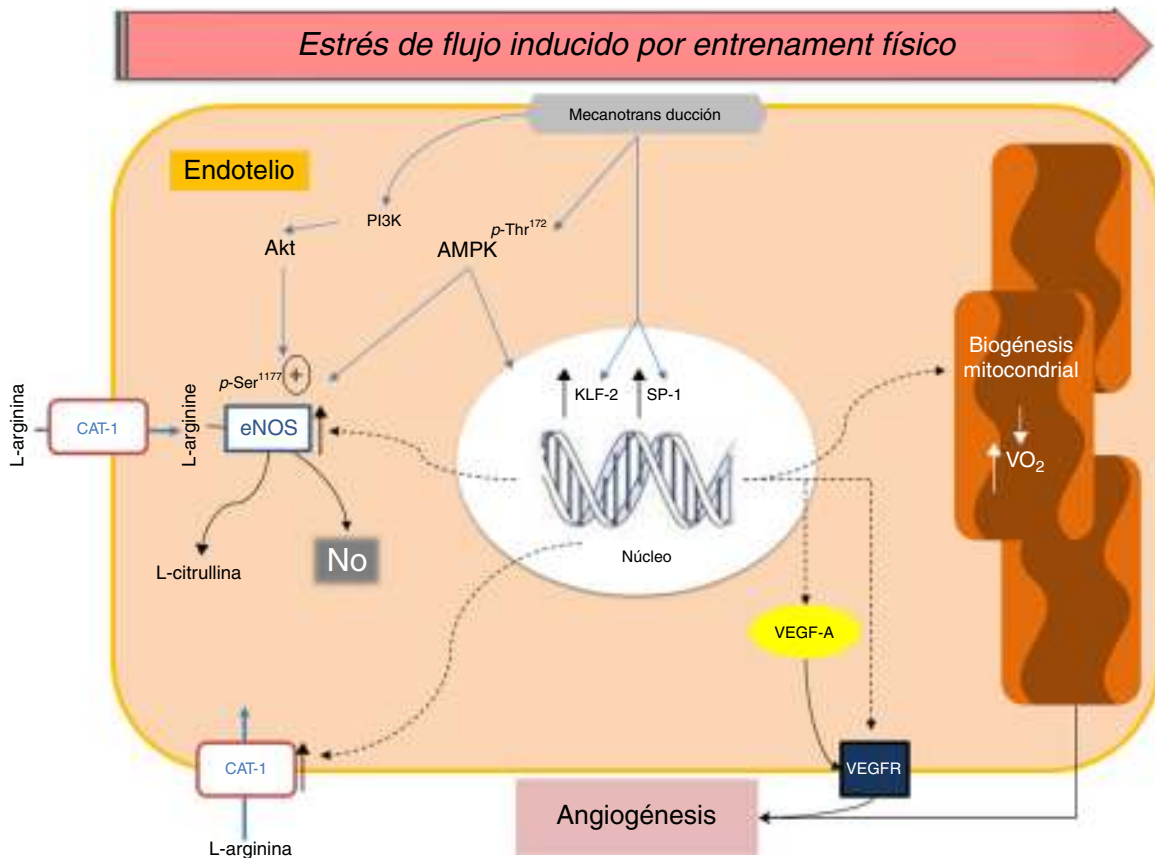 Estrés de flujo inducido por entrenament físico
Mecanotrans ducción
Endotelio
PI3K
p-Thr172
Akt
AMPK
p-Ser1177
+
KLF-2
SP-1
Biogénesis
mitocondrial
VO2
L-arginina
CAT-1
L-arginine
eNOS
Núcleo
L-citrullina
No
VEGF-A
CAT-1
VEGFR
Angiogénesis
L-arginina